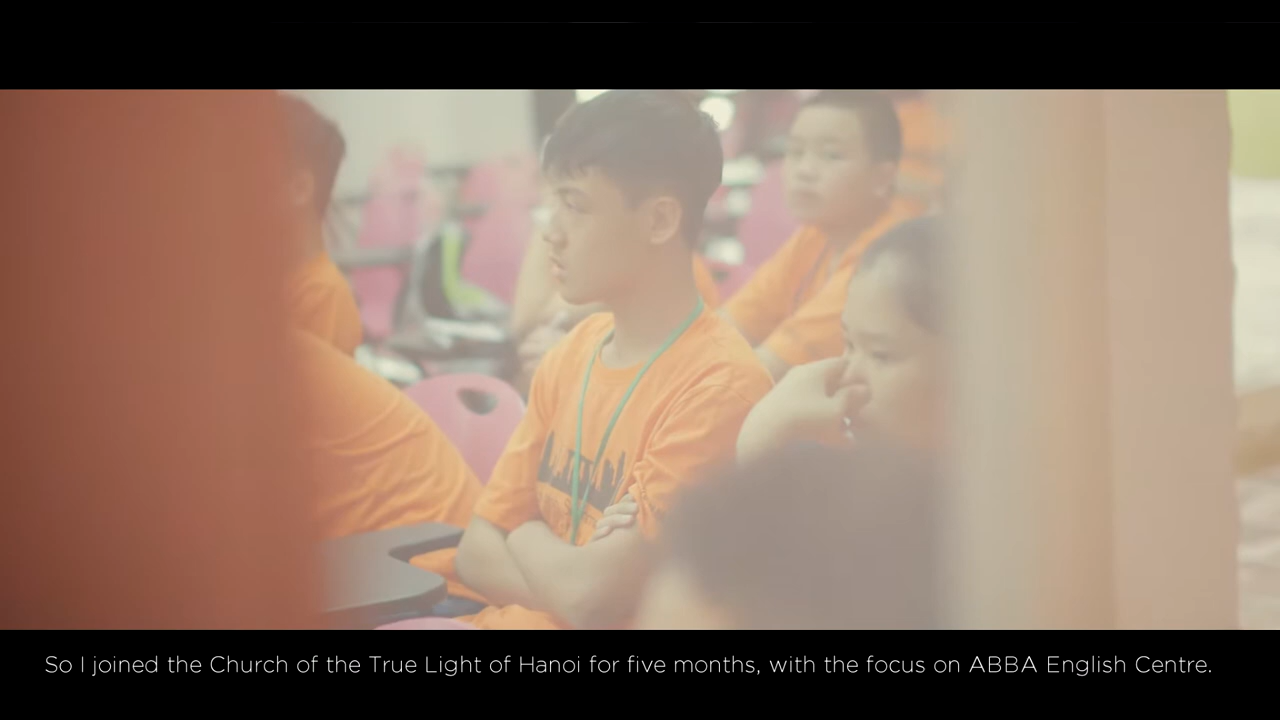 So I joined the Church of the True Light of Hanoi for five months, with the focus on ABBA English Centre.